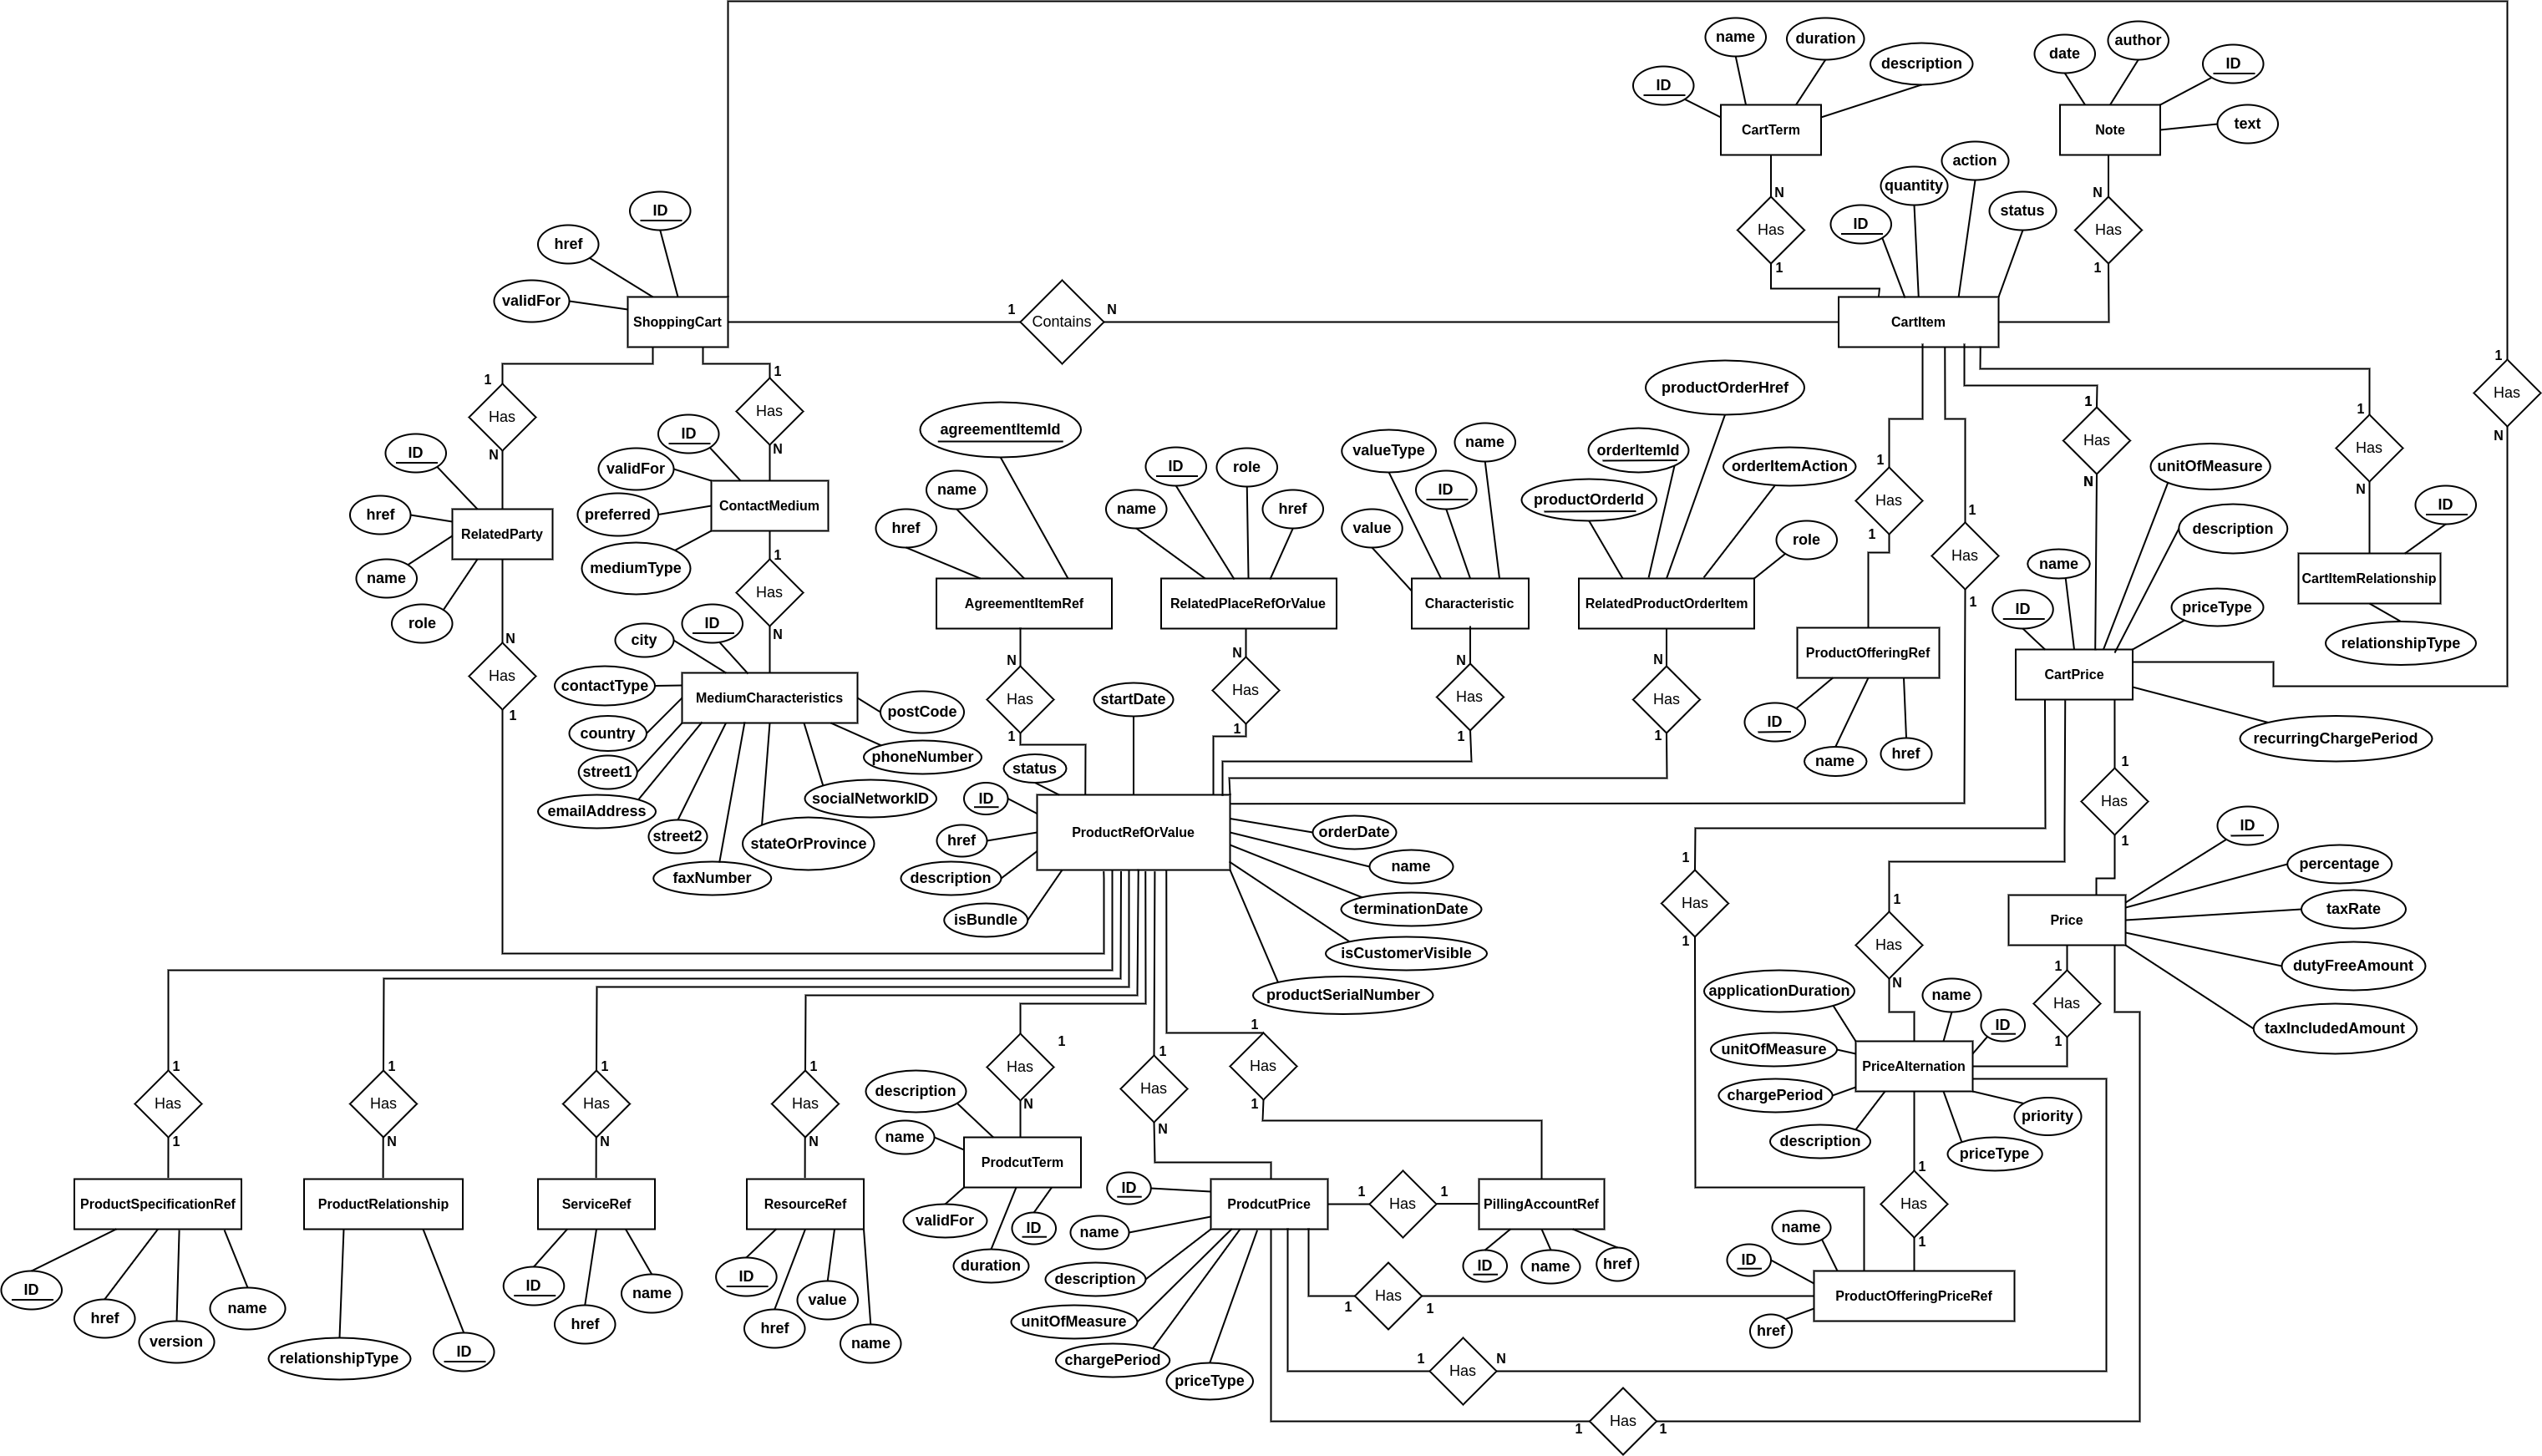 name
duration
description
ID
CartTerm
date
author
ID
text
Note
N
Has
1
N
Has
1
ID
quantity
action
status
CartItem
ID
href
validFor
ShoppingCart
1
Contains
N
1
Has
N
1
Has
N
1
Has
N
ID
href
name
role
RelatedParty
N
Has
1
ID
validFor
preferred
mediumType
ContactMedium
1
Has
N
ID
city
contactType
country
street1
emailAddress
street2
faxNumber
stateOrProvince
socialNetworkID
phoneNumber
postCode
MediumCharacteristics
agreementItemId
name
href
AgreementItemRef
N
Has
1
ID
role
name
href
RelatedPlaceRefOrValue
N
Has
1
valueType
name
ID
value
Characteristic
N
Has
1
productOrderHref
orderItemId
orderItemAction
productOrderId
role
RelatedProductOrderItem
N
Has
1
1
Has
1
ProductOfferingRef
ID
name
href
1
Has
1
1
Has
N
1
Has
N
ID
CartItemRelationship
relationshipType
unitOfMeasure
description
name
ID
priceType
CartPrice
recurringChargePeriod
startDate
status
ID
href
description
isBundle
ProductRefOrValue
orderDate
name
terminationDate
isCustomerVisible
productSerialNumber
1
Has
1
1
Has
1
1
Has
N
ID
percentage
taxRate
dutyFreeAmount
taxIncludedAmount
Price
1
Has
1
applicationDuration
name
ID
unitOfMeasure
chargePeriod
description
priority
priceType
PriceAlternation
1
Has
1
1
Has
1
1
Has
N
1
Has
N
1
Has
N
1
Has
N
1
Has
N
1
Has
1
description
name
validFor
duration
ID
ProdcutTerm
ProductSpecificationRef
ID
href
version
name
ProductRelationship
relationshipType
ID
ServiceRef
ID
href
name
ResourceRef
ID
href
value
name
ID
name
description
unitOfMeasure
chargePeriod
priceType
ProdcutPrice
1
Has
1
PillingAccountRef
ID
name
href
name
ID
href
ProductOfferingPriceRef
1
Has
1
1
Has
N
1
Has
1